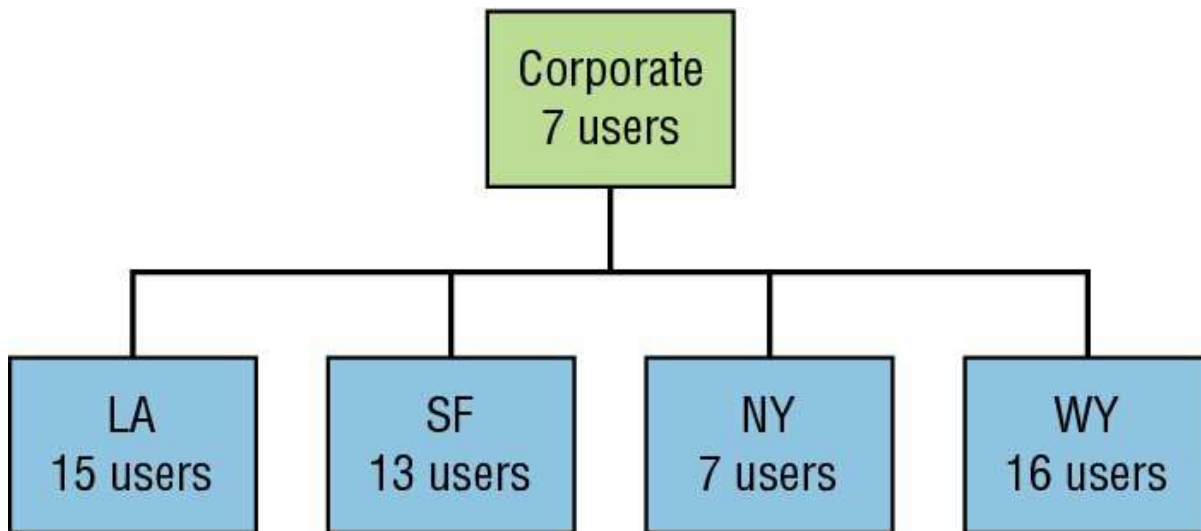 Corporate
7 users
LA
15 users
SF
13 users
NY
7 users
WY
16 users